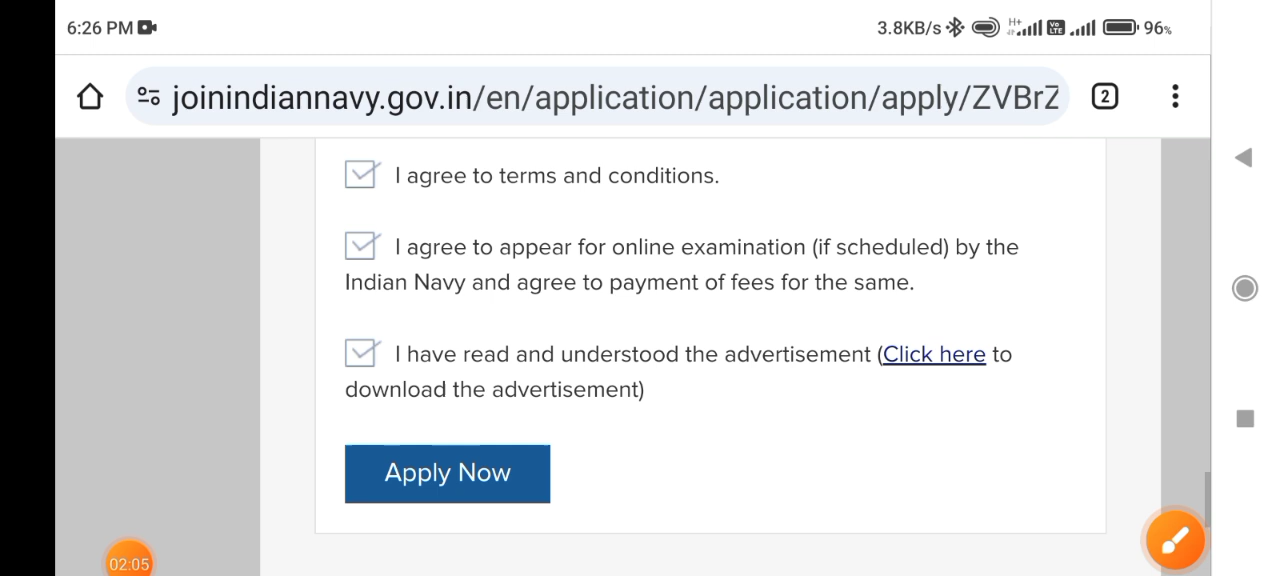 6:26 PM
3.8KB/s H+ 4F Vo LTE 96%
joinindiannavy.gov.in/en/application/application/apply/ZVBrZ
2
I agree to terms and conditions.
I agree to appear for online examination (if scheduled) by the
Indian Navy and agree to payment of fees for the same.
I have read and understood the advertisement (Click here to
download the advertisement)
Apply Now
02:05